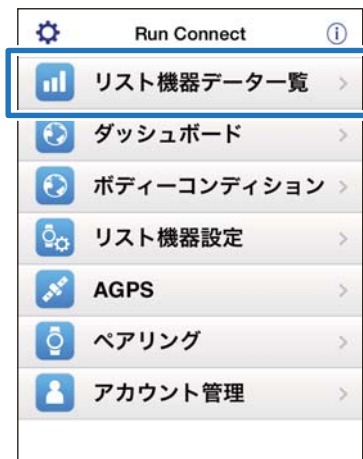 Run Connect
リスト機器データ一覧
ダッシュボード
ボディーコンディション
リスト機器設定
AGPS
ペアリング
アカウント管理